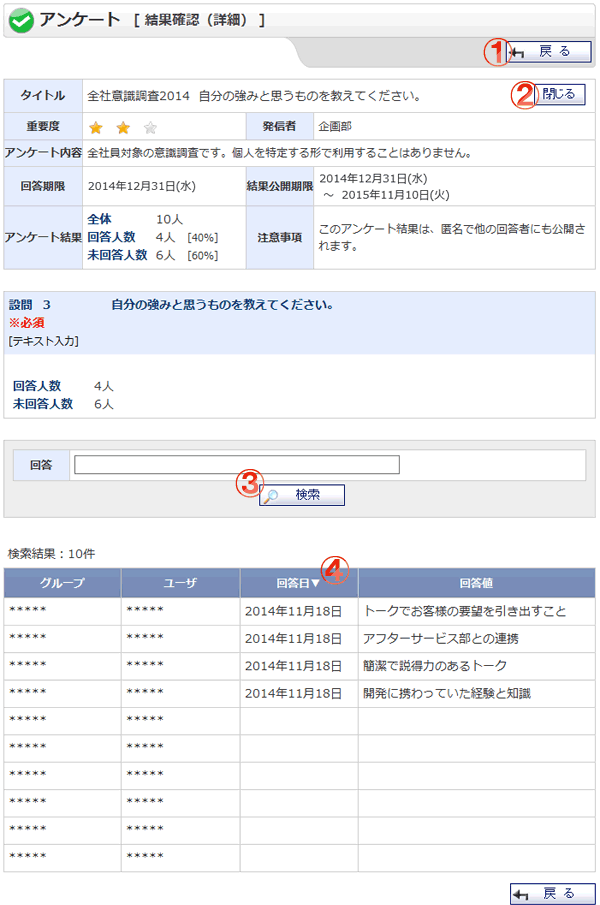 アンケート [ 結果確認（詳細） ]
① 戻る
タイトル 全社意識調査2014 自分の強みと思うものを教えてください。 ② 閉じる
重要度 発信者 企画部
アンケート内容 全社員対象の意識調査です。個人を特定する形で利用することはありません。
回答期限 2014年12月31日(水) 結果公開期限 2014年12月31日(水)
～ 2015年11月10日(火)
アンケート結果 全体 10人
回答人数 4人 [40%]
未回答人数 6人 [60%]
注意事項 このアンケート結果は、匿名で他の回答者にも公開さ
れます。
設問 3 自分の強みと思うものを教えてください。
※必須
[テキスト入力]
回答人数 4人
未回答人数 6人
回答
③ 検索
検索結果：10件
グループ ユーザ 回答日▼ ④ 回答値
***** ***** 2014年11月18日 トークでお客様の要望を引き出すこと
***** ***** 2014年11月18日 アフターサービス部との連携
***** ***** 2014年11月18日 簡潔で説得力のあるトーク
***** ***** 2014年11月18日 開発に携わっていた経験と知識
***** *****
***** *****
***** *****
***** *****
***** *****
***** *****
戻る